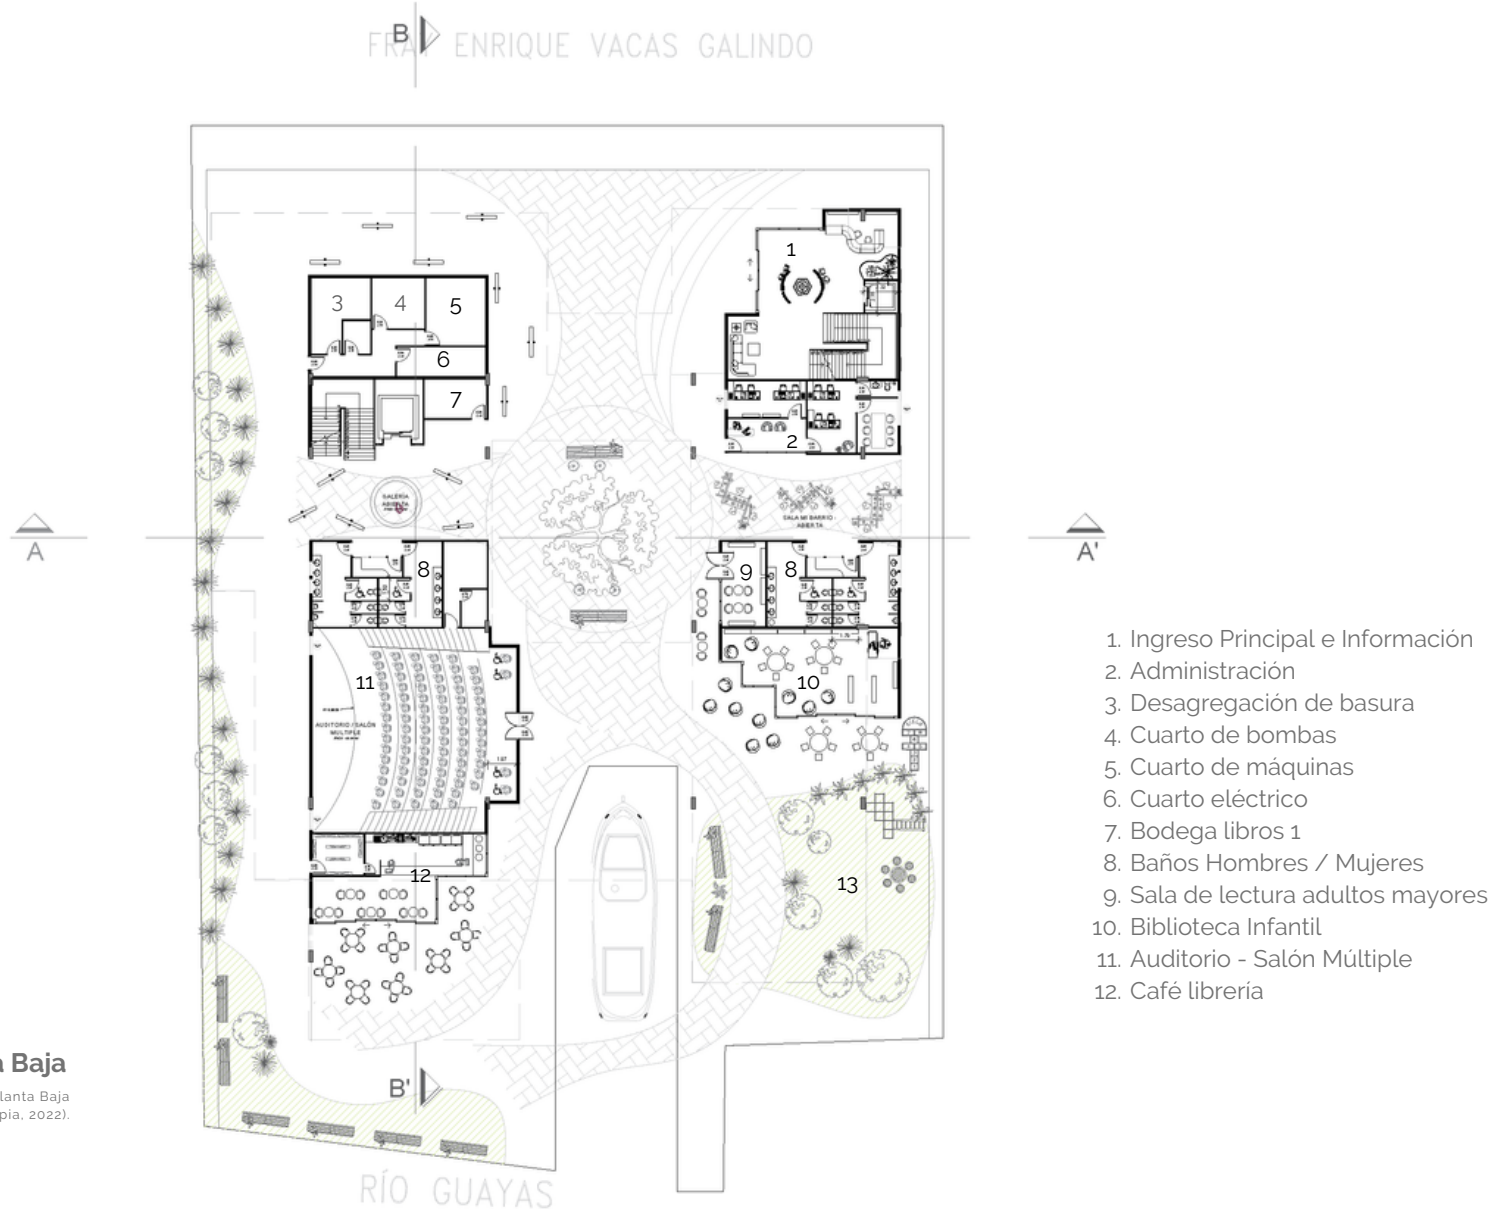 B
FRAY ENRIQUE VACAS GALINDO
1
3
4
5
6
7
2
GALERÍA
ABIERTA
SALA MI BARRIO -
ABIERTA
A
A'
8
9
8
11
10
AUDITORIO / SALÓN
MÚLTIPLE
12
13
B'
RÍO GUAYAS
1. Ingreso Principal e Información
2. Administración
3. Desagregación de basura
4. Cuarto de bombas
5. Cuarto de máquinas
6. Cuarto eléctrico
7. Bodega libros 1
8. Baños Hombres / Mujeres
9. Sala de lectura adultos mayores
10. Biblioteca Infantil
11. Auditorio - Salón Múltiple
12. Café librería
a Baja
lanta Baja
pia, 2022).